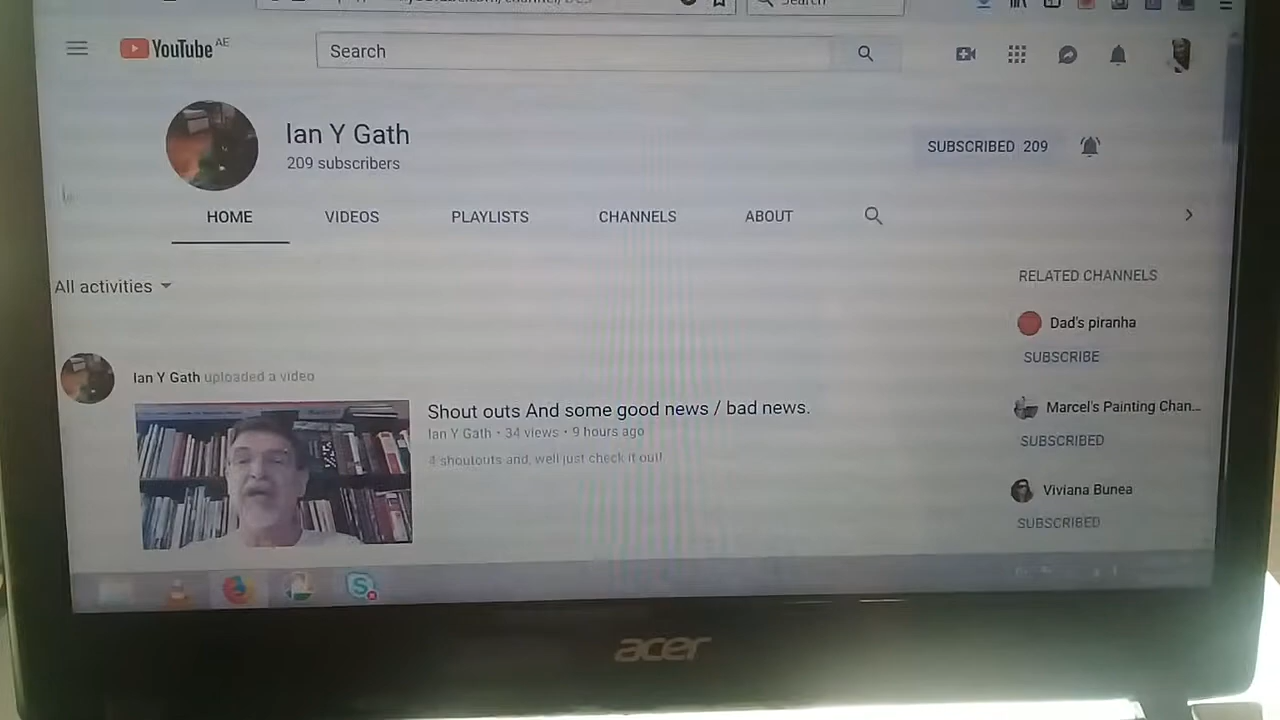 Search
YouTube AE
Search
Ian Y Gath
209 subscribers
SUBSCRIBED 209
HOME VIDEOS PLAYLISTS CHANNELS ABOUT
All activities
RELATED CHANNELS
Dad's piranha
SUBSCRIBE
Ian Y Gath uploaded a video
Shout outs And some good news / bad news.
Ian Y Gath • 34 views • 9 hours ago
4 shoutouts and, well just check it out!
Marcel's Painting Chan...
SUBSCRIBED
Viviana Bunea
SUBSCRIBED
acer